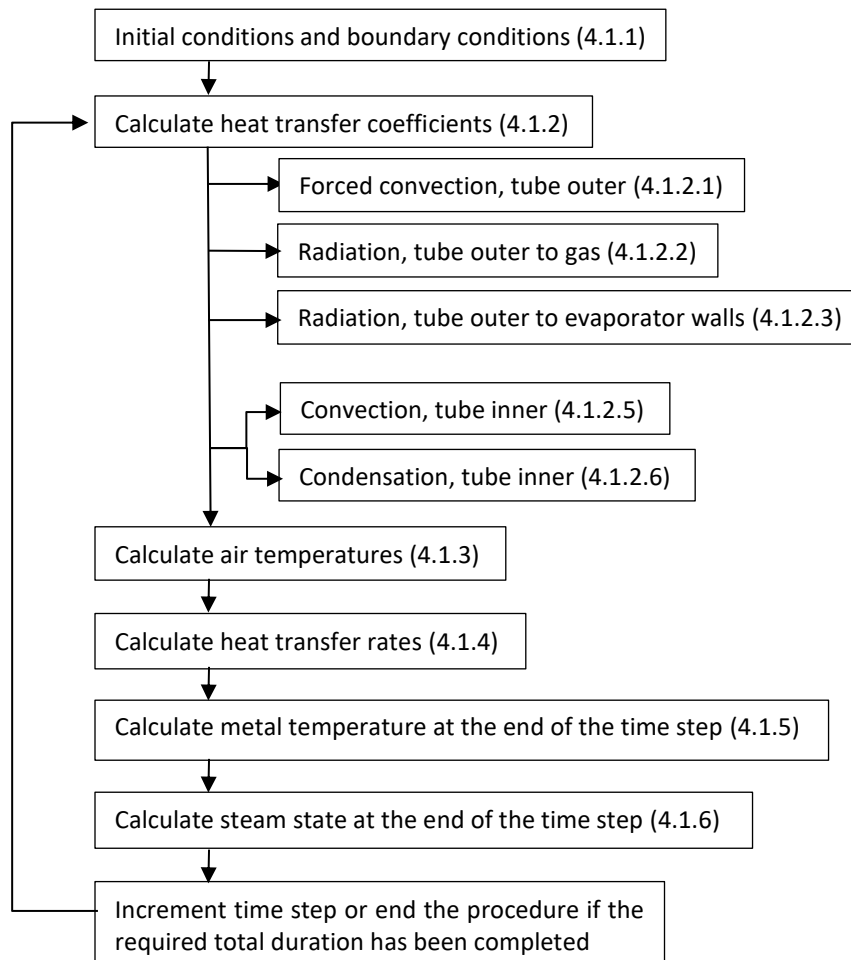 Initial conditions and boundary conditions (4.1.1)
Calculate heat transfer coefficients (4.1.2)
Forced convection, tube outer (4.1.2.1)
Radiation, tube outer to gas (4.1.2.2)
Radiation, tube outer to evaporator walls (4.1.2.3)
Convection, tube inner (4.1.2.5)
Condensation, tube inner (4.1.2.6)
Calculate air temperatures (4.1.3)
Calculate heat transfer rates (4.1.4)
Calculate metal temperature at the end of the time step (4.1.5)
Calculate steam state at the end of the time step (4.1.6)
Increment time step or end the procedure if the
required total duration has been completed